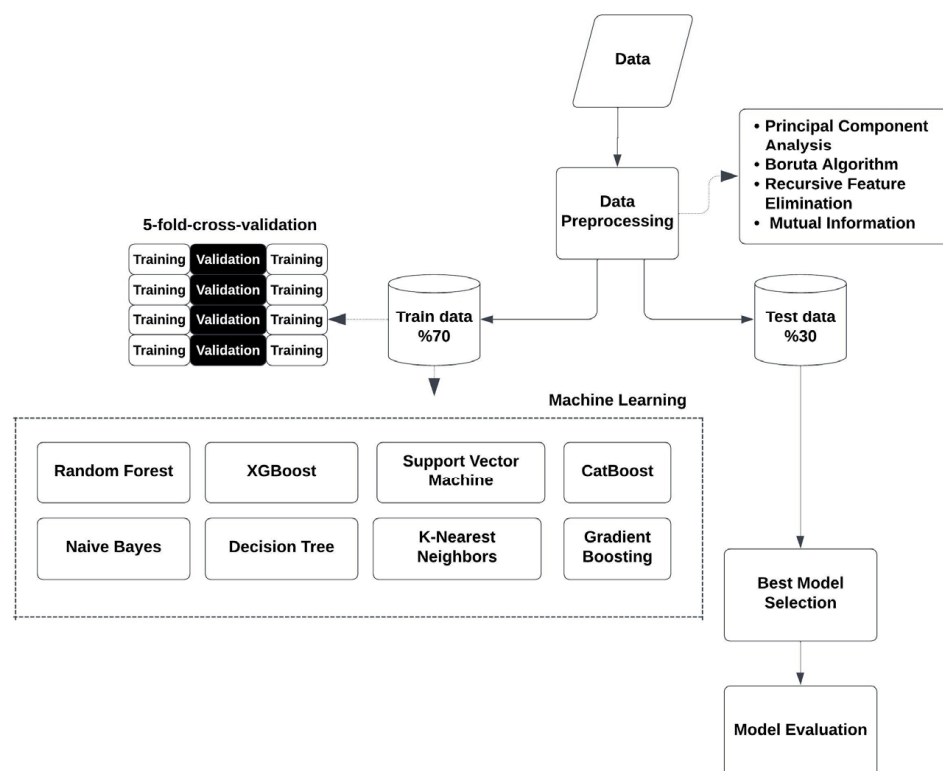 Data
• Principal Component
Analysis
• Boruta Algorithm
• Recursive Feature
Elimination
• Mutual Information
Data
Preprocessing
5-fold-cross-validation
Training Validation Training
Training Validation Training
Training Validation Training
Training Validation Training
Train data
%70
Test data
%30
Machine Learning
Random Forest
XGBoost
Support Vector
Machine
CatBoost
Naive Bayes
Decision Tree
K-Nearest
Neighbors
Gradient
Boosting
Best Model
Selection
Model Evaluation